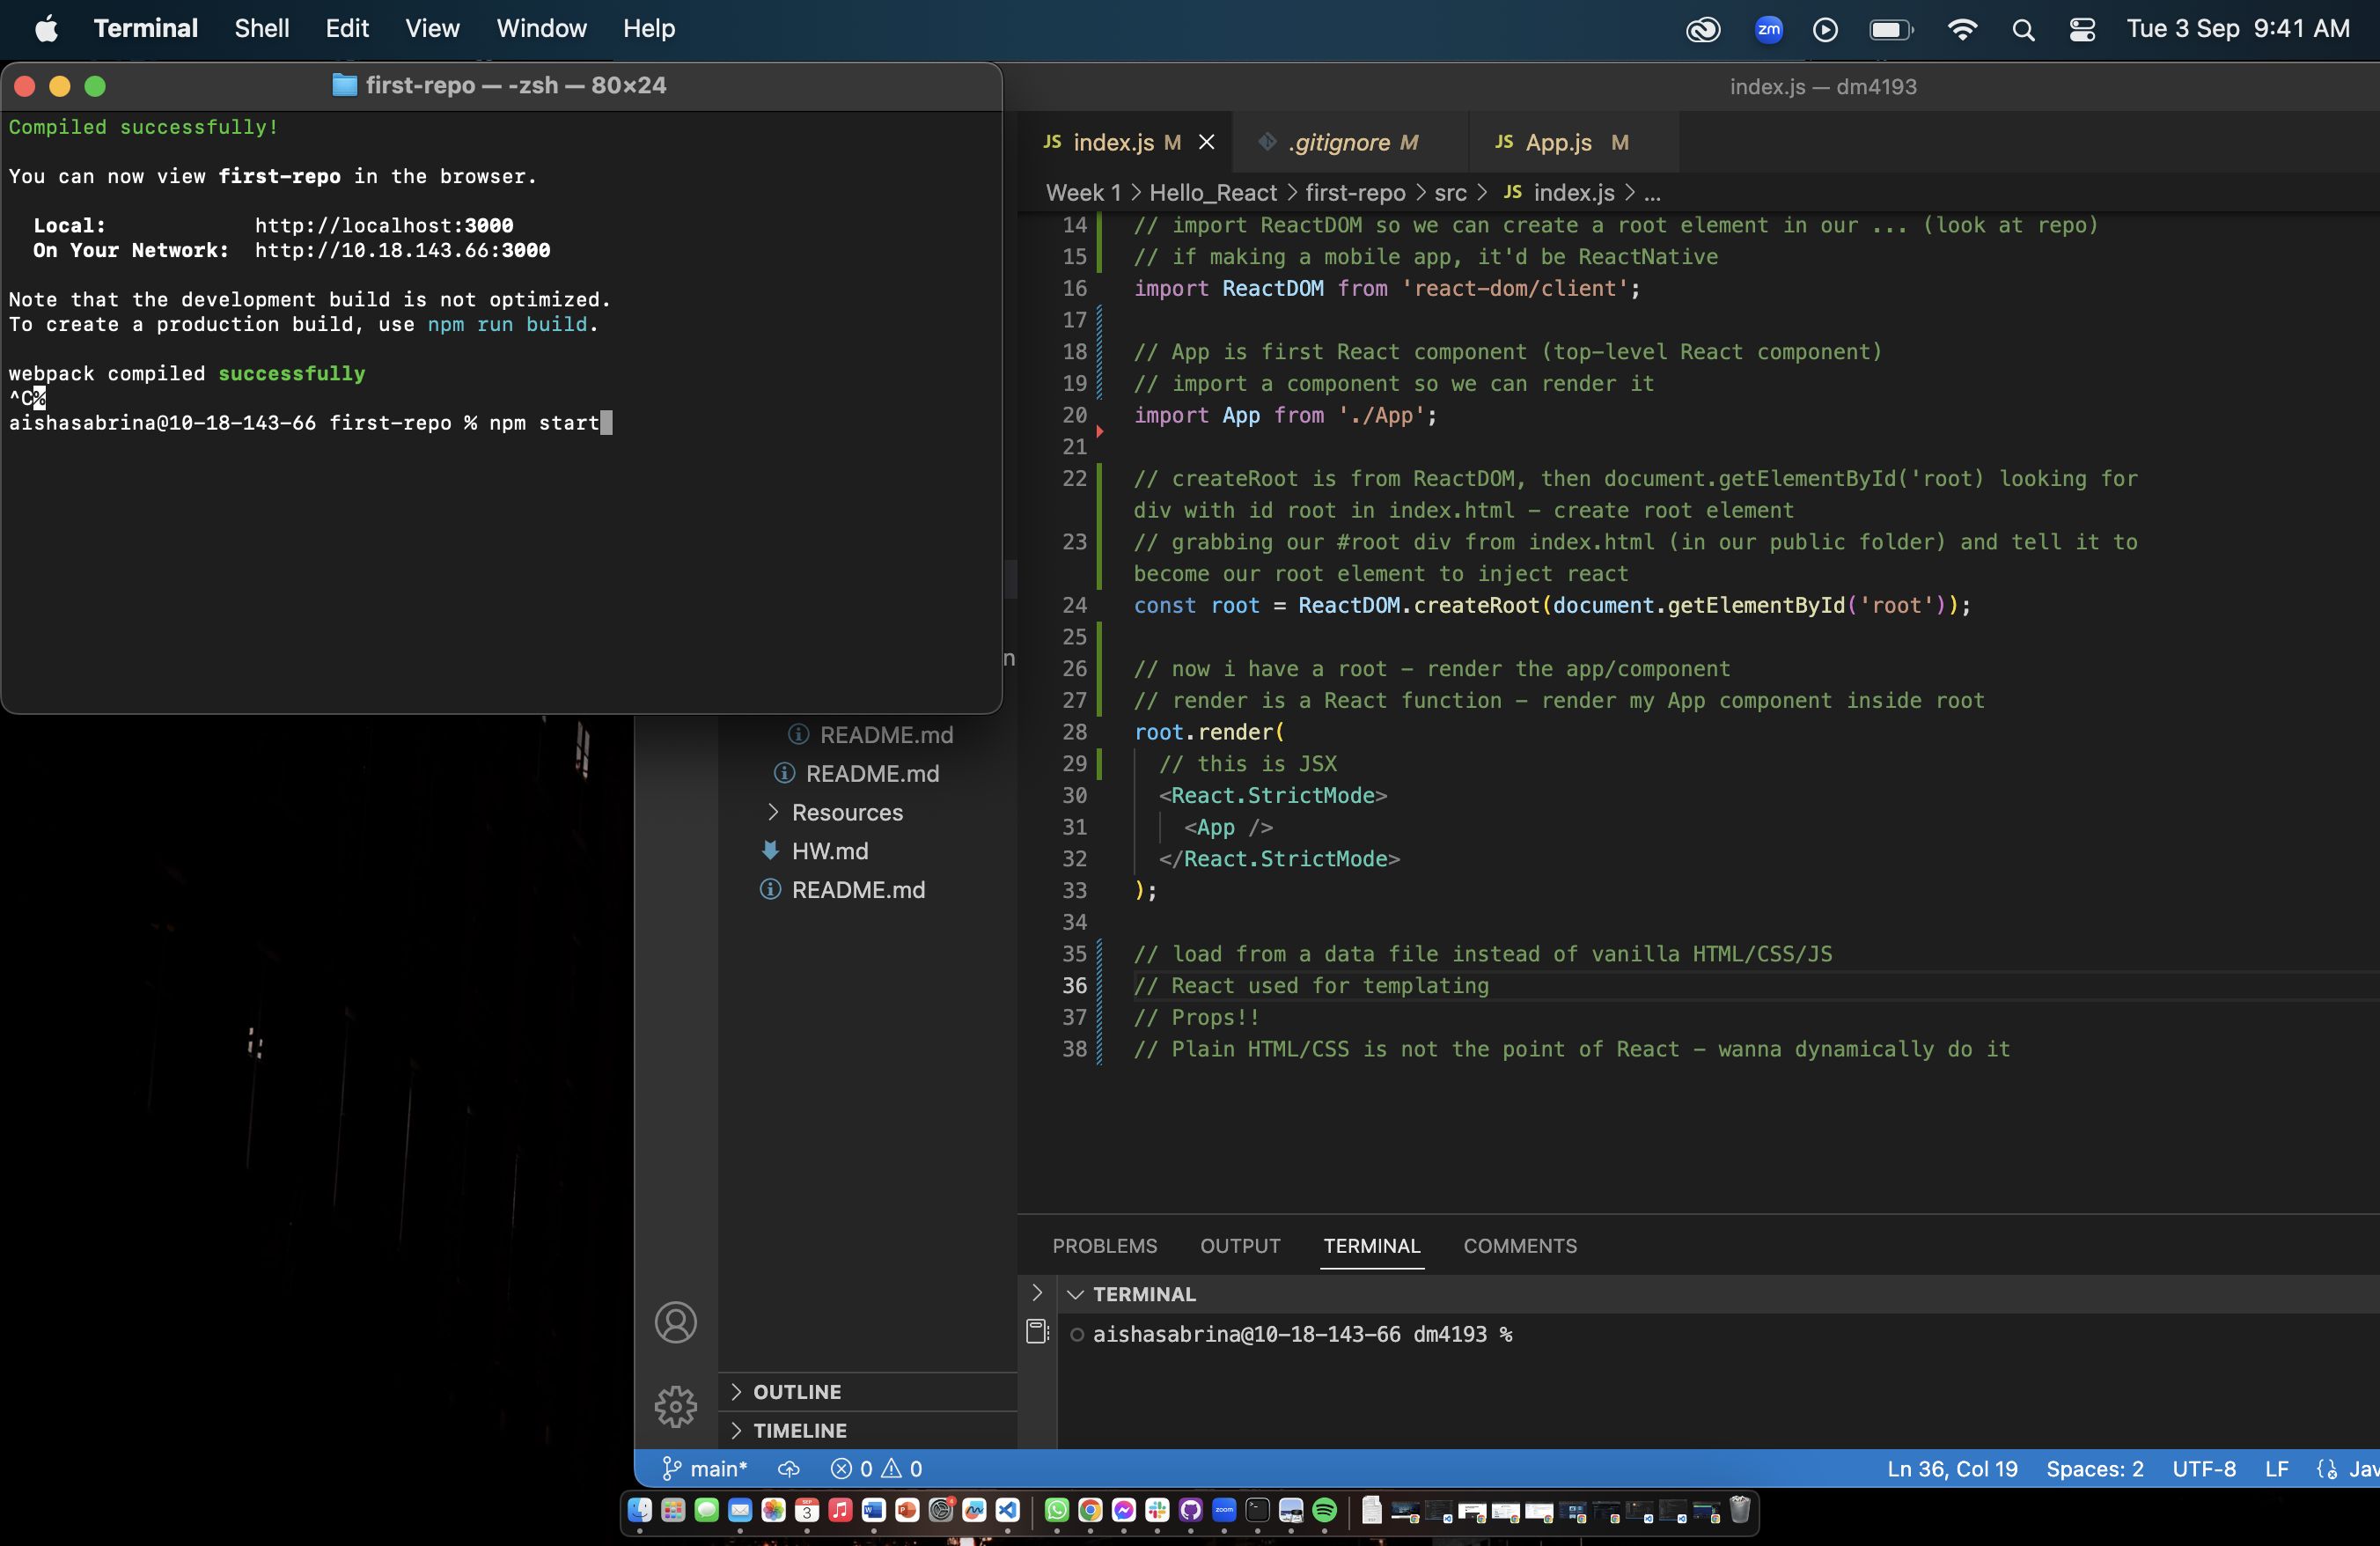 Terminal Shell Edit View Window Help
zm
Tue 3 Sep 9:41 AM
first-repo — -zsh — 80×24
Compiled successfully!
You can now view first-repo in the browser.
Local: http://localhost:3000
On Your Network: http://10.18.143.66:3000
Note that the development build is not optimized.
To create a production build, use npm run build.
webpack compiled successfully
^C%
aishasabrina@10-18-143-66 first-repo % npm start
index.js — dm4193
JS index.js M
.gitignore M
JS App.js M
Week 1 > Hello_React > first-repo > src > JS index.js > ...
14 // import ReactDOM so we can create a root element in our ... (look at repo)
15 // if making a mobile app, it'd be ReactNative
16 import ReactDOM from 'react-dom/client';
17
18 // App is first React component (top-level React component)
19 // import a component so we can render it
20 import App from './App';
21
22 // createRoot is from ReactDOM, then document.getElementById('root) looking for
div with id root in index.html - create root element
23 // grabbing our #root div from index.html (in our public folder) and tell it to
become our root element to inject react
24 const root = ReactDOM.createRoot(document.getElementById('root'));
25
26 // now i have a root - render the app/component
27 // render is a React function - render my App component inside root
28 root.render(
29 // this is JSX
30 <React.StrictMode>
31 <App />
32 </React.StrictMode>
33 );
34
35 // load from a data file instead of vanilla HTML/CSS/JS
36 // React used for templating
37 // Props!!
38 // Plain HTML/CSS is not the point of React - wanna dynamically do it
n
README.md
README.md
Resources
HW.md
README.md
OUTLINE
TIMELINE
PROBLEMS OUTPUT TERMINAL COMMENTS
TERMINAL
aishasabrina@10-18-143-66 dm4193 %
main* 0 0
Ln 36, Col 19 Spaces: 2 UTF-8 LF {} Jav
SEP
3
zoom